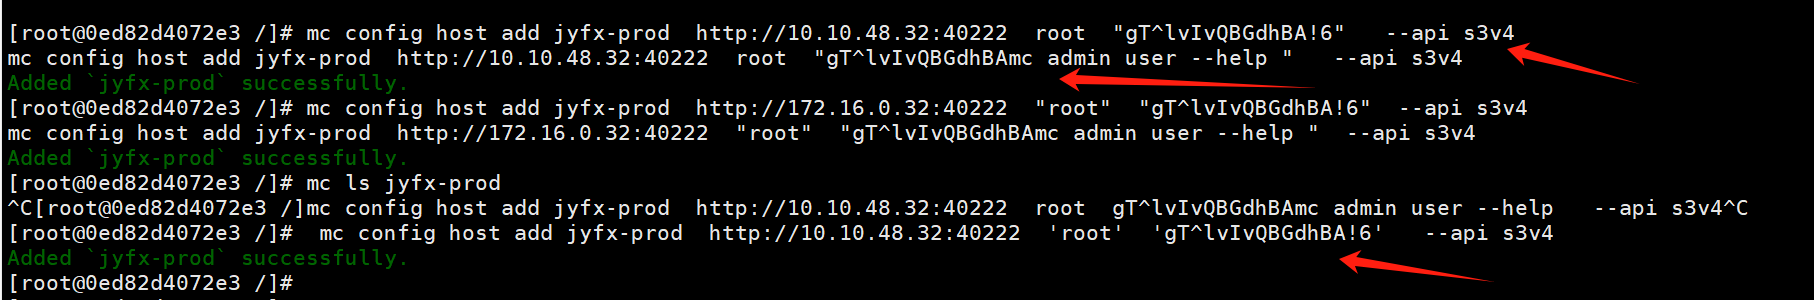 [root@0ed82d4072e3 /]# mc config host add jyfx-prod  http://10.10.48.32:40222  root  "gT^lvIvQBGdhBA!6"   --api s3v4
mc config host add jyfx-prod  http://10.10.48.32:40222  root  "gT^lvIvQBGdhBAmc admin user --help "   --api s3v4
Added `jyfx-prod` successfully.
[root@0ed82d4072e3 /]# mc config host add jyfx-prod  http://172.16.0.32:40222  "root"  "gT^lvIvQBGdhBA!6"  --api s3v4
mc config host add jyfx-prod  http://172.16.0.32:40222  "root"  "gT^lvIvQBGdhBAmc admin user --help "  --api s3v4
Added `jyfx-prod` successfully.
[root@0ed82d4072e3 /]# mc ls jyfx-prod
^C[root@0ed82d4072e3 /]mc config host add jyfx-prod  http://10.10.48.32:40222  root  gT^lvIvQBGdhBAmc admin user --help   --api s3v4^C
[root@0ed82d4072e3 /]#  mc config host add jyfx-prod  http://10.10.48.32:40222  'root'  'gT^lvIvQBGdhBA!6'   --api s3v4
Added `jyfx-prod` successfully.
[root@0ed82d4072e3 /]#